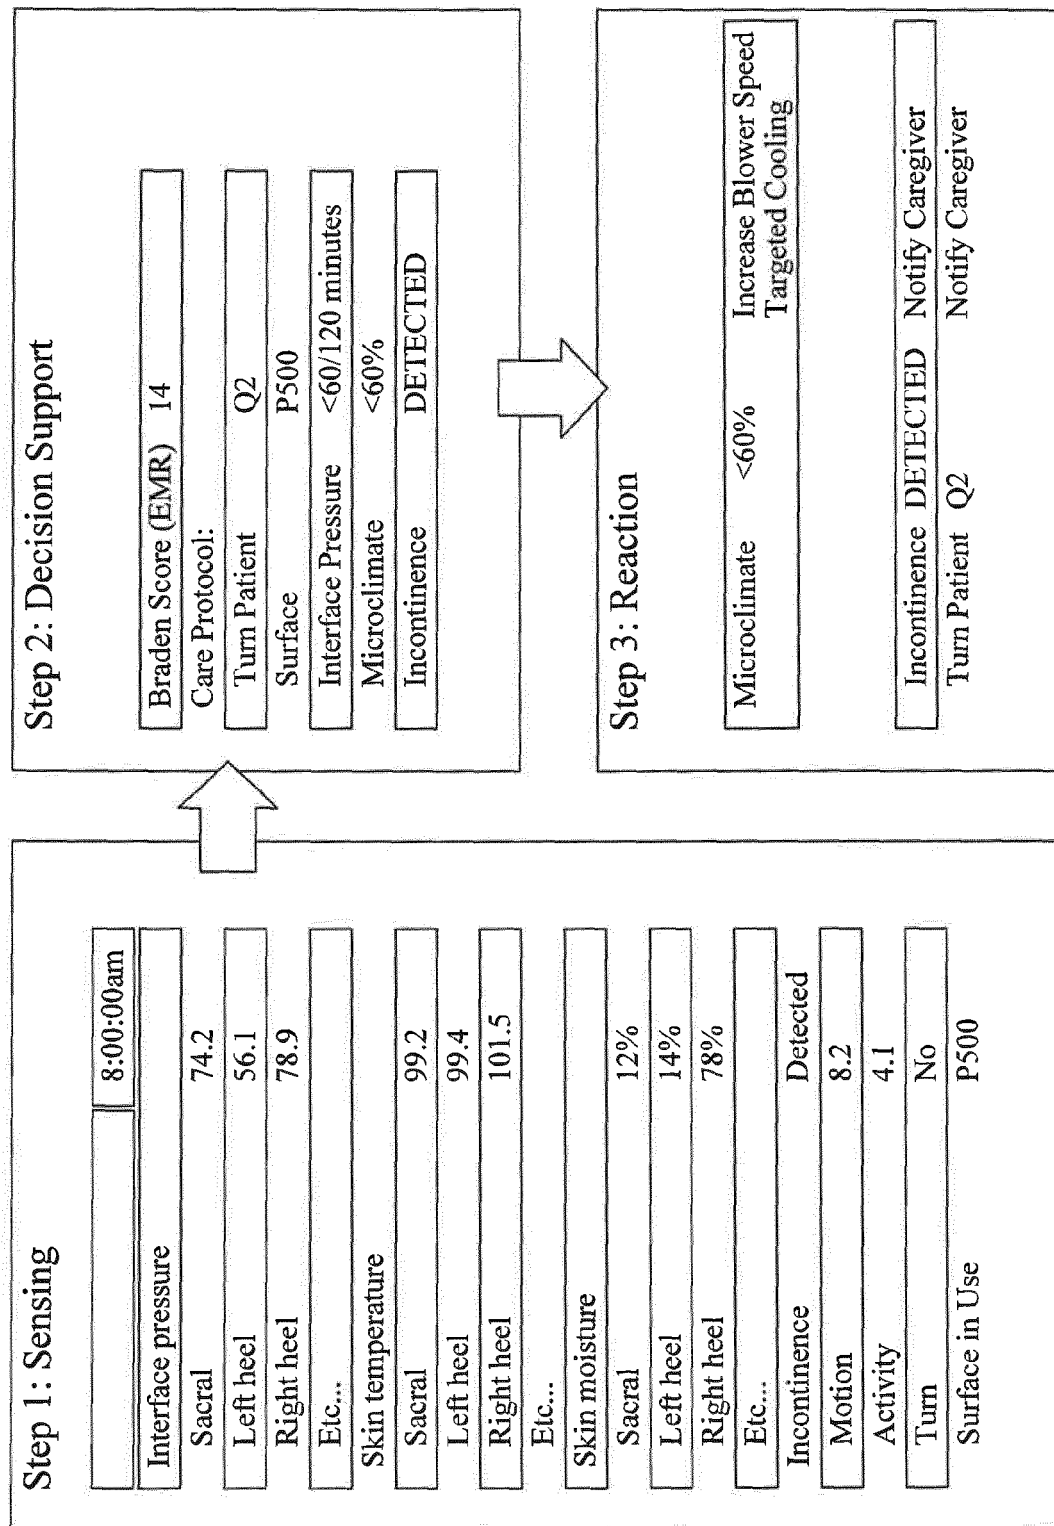 Step 1: Sensing
8:00:00am
Interface pressure
Sacral 74.2
Left heel 56.1
Right heel 78.9
Etc...
Skin temperature
Sacral 99.2
Left heel 99.4
Right heel 101.5
Etc...
Skin moisture
Sacral 12%
Left heel 14%
Right heel 78%
Etc...
Incontinence Detected
Motion 8.2
Activity 4.1
Turn No
Surface in Use P500
Step 2: Decision Support
Braden Score (EMR) 14
Care Protocol:
Turn Patient Q2
Surface P500
Interface Pressure <60/120 minutes
Microclimate <60%
Incontinence DETECTED
Step 3: Reaction
Microclimate <60% Increase Blower Speed
Targeted Cooling
Incontinence DETECTED Notify Caregiver
Turn Patient Q2 Notify Caregiver